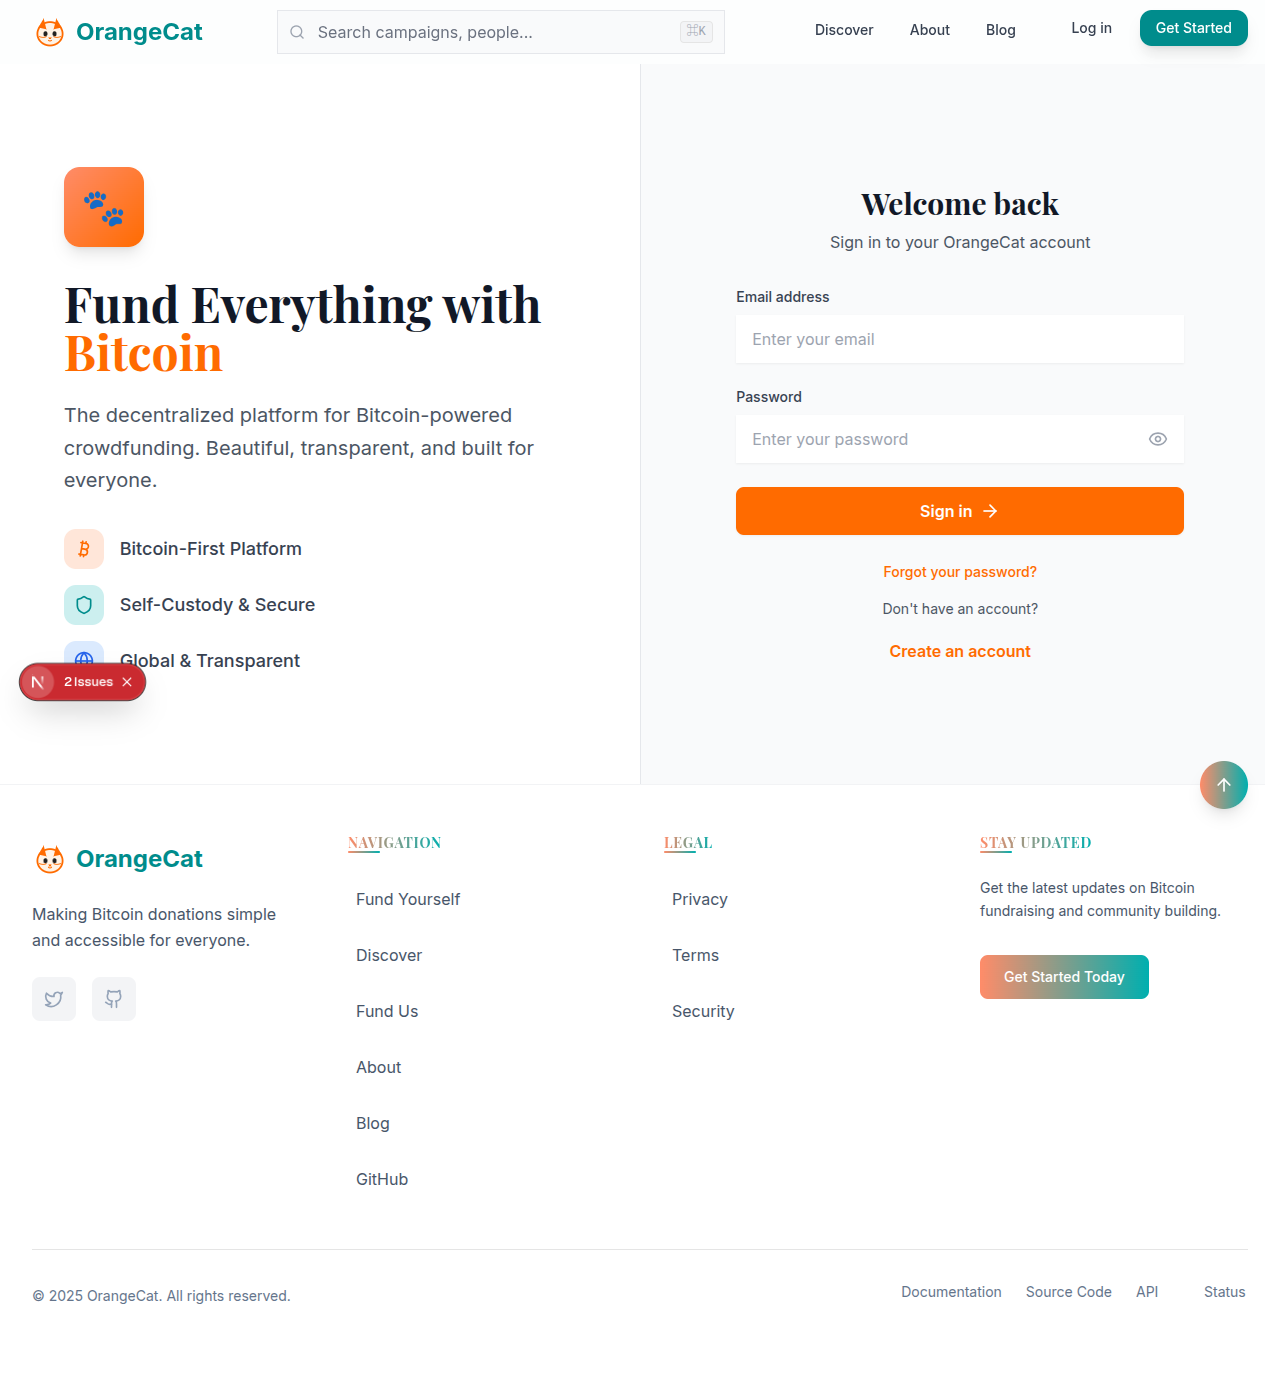 OrangeCat
Search campaigns, people...
⌘K
Discover
About
Blog
Log in
Get Started
Fund Everything with
Bitcoin
The decentralized platform for Bitcoin-powered
crowdfunding. Beautiful, transparent, and built for
everyone.
Bitcoin-First Platform
Self-Custody & Secure
Global & Transparent
N
2 Issues
Welcome back
Sign in to your OrangeCat account
Email address
Enter your email
Password
Enter your password
Sign in
Forgot your password?
Don't have an account?
Create an account
OrangeCat
Making Bitcoin donations simple
and accessible for everyone.
NAVIGATION
Fund Yourself
Discover
Fund Us
About
Blog
GitHub
LEGAL
Privacy
Terms
Security
STAY UPDATED
Get the latest updates on Bitcoin
fundraising and community building.
Get Started Today
© 2025 OrangeCat. All rights reserved.
Documentation
Source Code
API
Status